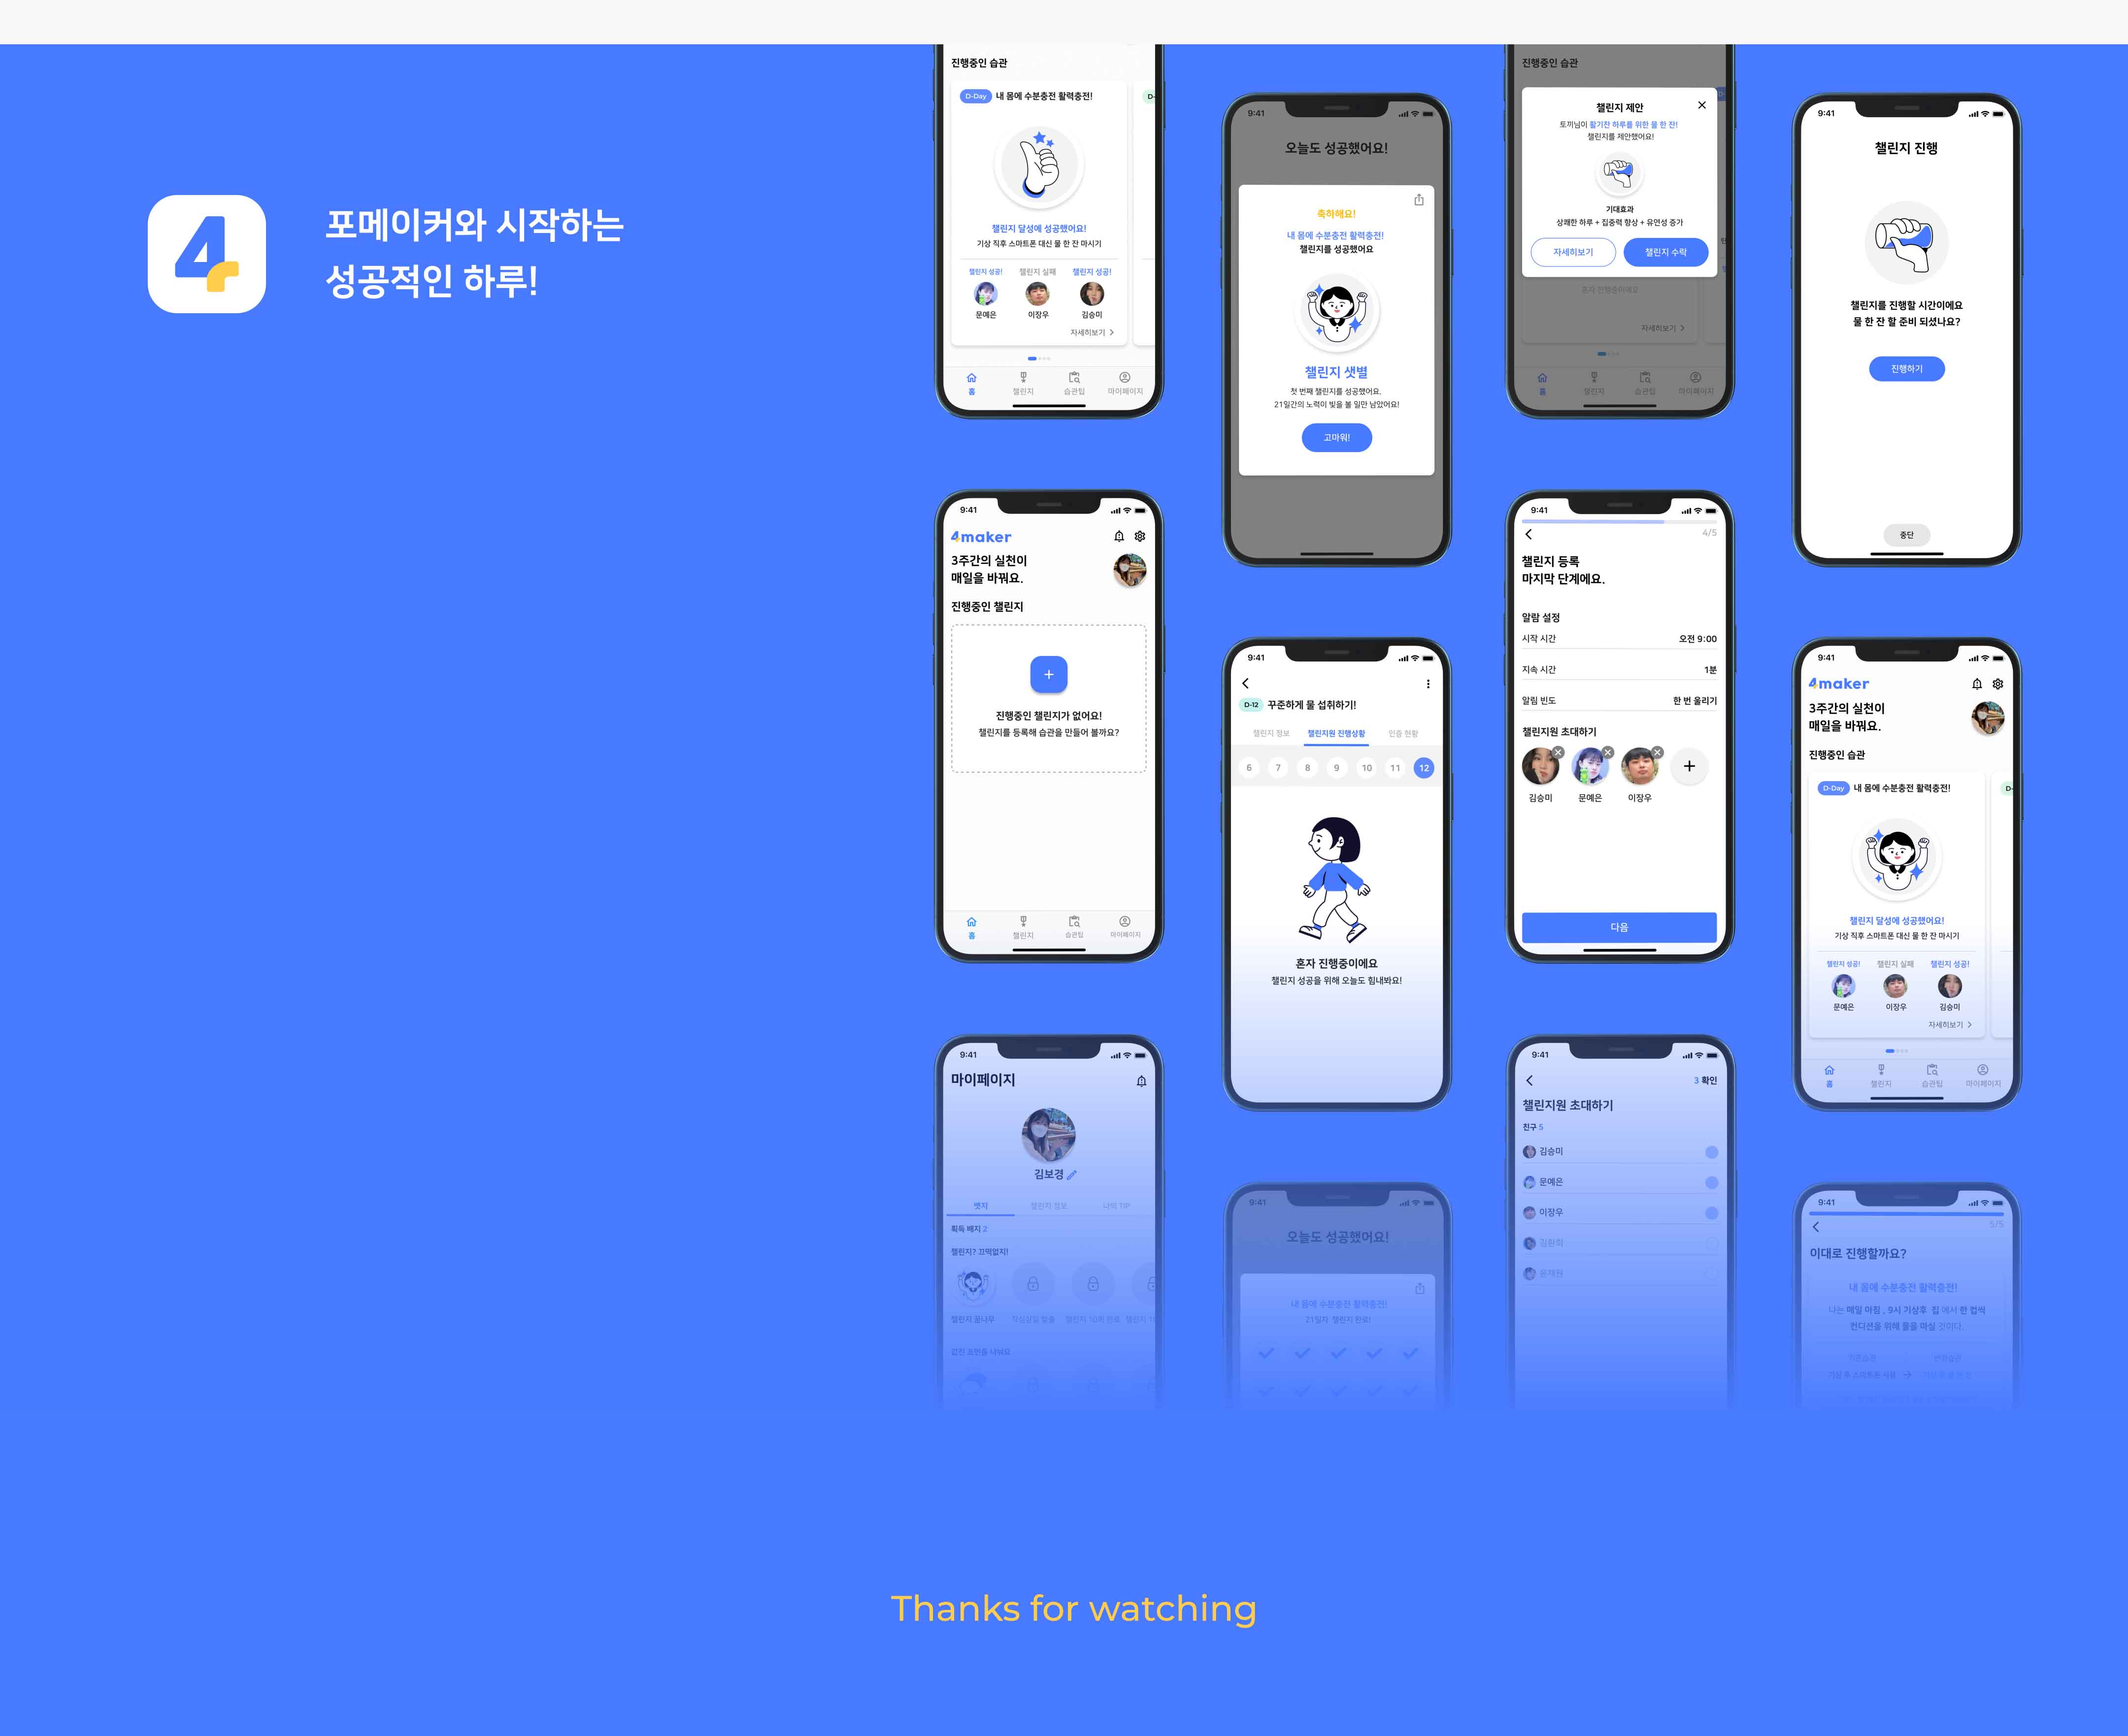 포메이커와 시작하는
성공적인 하루!
진행중인 습관
D-Day 내 몸에 수분충전 활력충전!
챌린지 달성에 성공했어요!
기상 직후 스마트폰 대신 물 한 잔 마시기
챌린지 성공! 챌린지 실패 챌린지 성공!
문예은 이장우 김승미
자세히보기 >
홈 챌린지 습관팁 마이페이지
9:41
4maker
3주간의 실천이
매일을 바꿔요.
진행중인 챌린지
+
진행중인 챌린지가 없어요!
챌린지를 등록해 습관을 만들어 볼까요?
홈 챌린지 습관팁 마이페이지
9:41
마이페이지
김보경
뱃지 챌린지 정보 나의 TIP
획득 배지 2
챌린지? 끄떡없지!
챌린지 꿈나무 작심삼일 탈출
9:41
오늘도 성공했어요!
축하해요!
내 몸에 수분충전 활력충전!
챌린지를 성공했어요
챌린지 샛별
첫 번째 챌린지를 성공했어요.
21일간의 노력이 빛을 볼 일만 남았어요!
고마워!
9:41
D-12 꾸준하게 물 섭취하기!
챌린지 정보 챌린지원 진행상황 인증 현황
6 7 8 9 10 11 12
혼자 진행중이에요
챌린지 성공을 위해 오늘도 힘내봐요!
9:41
오늘도 성공했어요!
내 몸에 수분충전 활력충전!
21일차 챌린지 완료!
진행중인 습관
챌린지 제안
토끼님이 활기찬 하루를 위한 물 한 잔!
챌린지를 제안했어요!
기대효과
상쾌한 하루 + 집중력 향상 + 유연성 증가
자세히보기 챌린지 수락
혼자 진행중이에요
자세히보기 >
홈 챌린지 습관팁 마이페이지
9:41
4/5
챌린지 등록
마지막 단계에요.
알람 설정
시작 시간 오전 9:00
지속 시간 1분
알림 빈도 한 번 울리기
챌린지원 초대하기
김승미 문예은 이장우
다음
9:41
3 확인
챌린지원 초대하기
친구 5
김승미
문예은
이장우
9:41
챌린지 진행
챌린지를 진행할 시간이에요
물 한 잔 할 준비 되셨나요?
진행하기
중단
9:41
4maker
3주간의 실천이
매일을 바꿔요.
진행중인 습관
D-Day 내 몸에 수분충전 활력충전!
챌린지 달성에 성공했어요!
기상 직후 스마트폰 대신 물 한 잔 마시기
챌린지 성공! 챌린지 실패 챌린지 성공!
문예은 이장우 김승미
자세히보기 >
홈 챌린지 습관팁 마이페이지
9:41
5/5
이대로 진행할까요?
내 몸에 수분충전 활력충전!
나는 매일 아침 , 9시 기상후 집 에서 한 컵씩
컨디션을 위해 물을 마실 것이다.
Thanks for watching